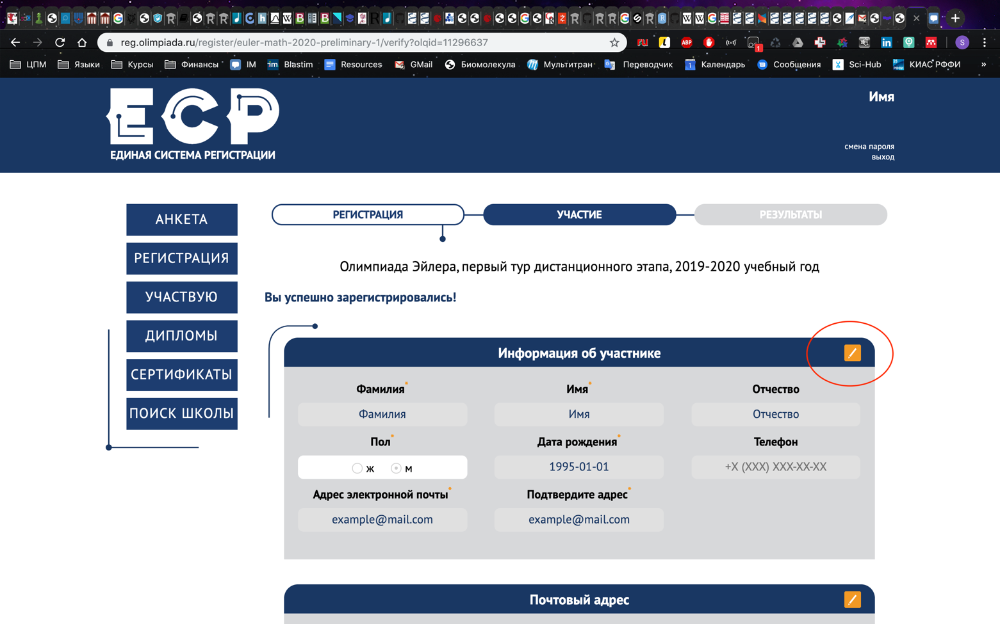 reg.olimpiada.ru/register/euler-math-2020-preliminary-1/verify?olqid=11296637
ABP
1
S
ЦПМ
Языки
Курсы
Финансы
IM
im
Blastim
Resources
GMail
Биомолекула
Мультитран
Переводчик
1
Календарь
Сообщения
Sci-Hub
КИАС РФФИ
»
ЕСР
ЕДИНАЯ СИСТЕМА РЕГИСТРАЦИИ
Имя
смена пароля
выход
АНКЕТА
РЕГИСТРАЦИЯ
УЧАСТВУЮ
ДИПЛОМЫ
СЕРТИФИКАТЫ
ПОИСК ШКОЛЫ
РЕГИСТРАЦИЯ
УЧАСТИЕ
РЕЗУЛЬТАТЫ
Олимпиада Эйлера, первый тур дистанционного этапа, 2019-2020 учебный год
Вы успешно зарегистрировались!
Информация об участнике
Фамилия
Имя
Отчество
Фамилия
Имя
Отчество
Пол
Дата рождения
Телефон
ж м
1995-01-01
+X (XXX) XXX-XX-XX
Адрес электронной почты
Подтвердите адрес
example@mail.com
example@mail.com
Почтовый адрес